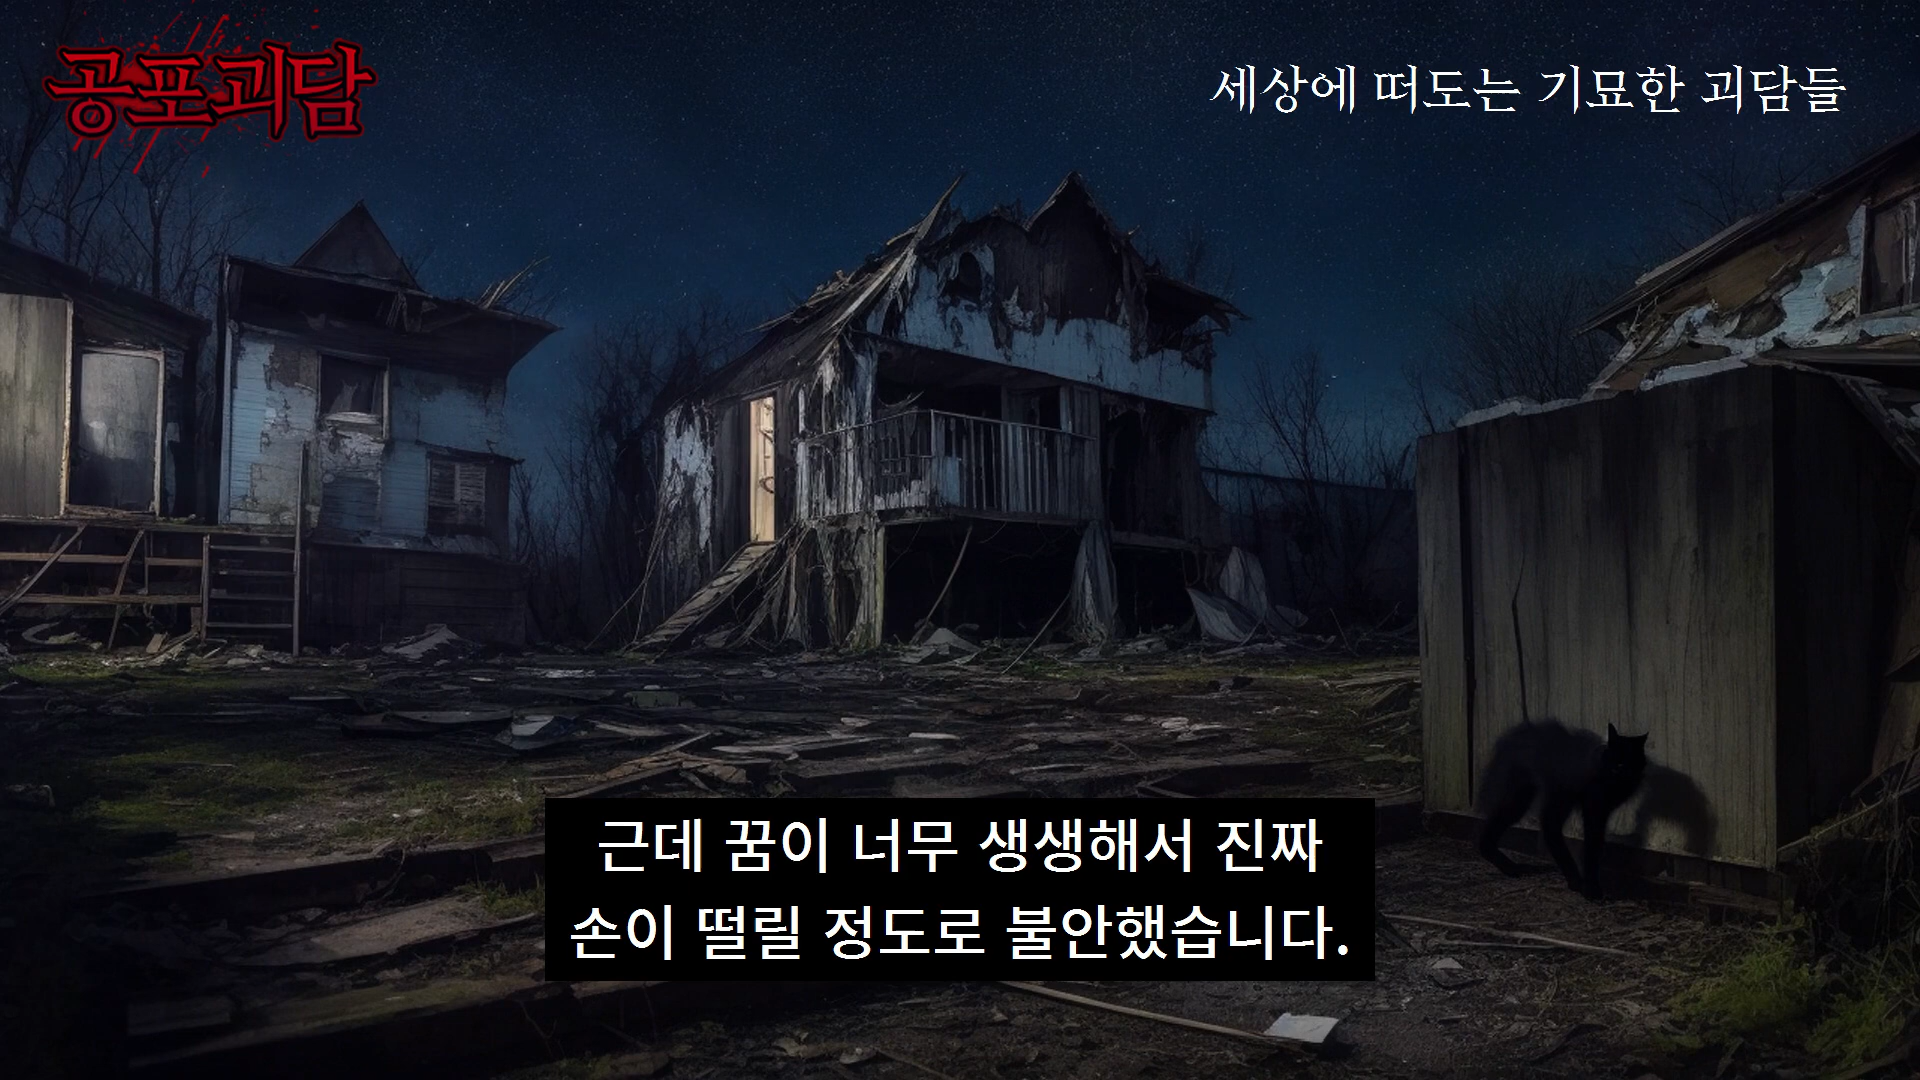 공포괴담
세상에 떠도는 기묘한 괴담들
근데 꿈이 너무 생생해서 진짜
손이 떨릴 정도로 불안했습니다.